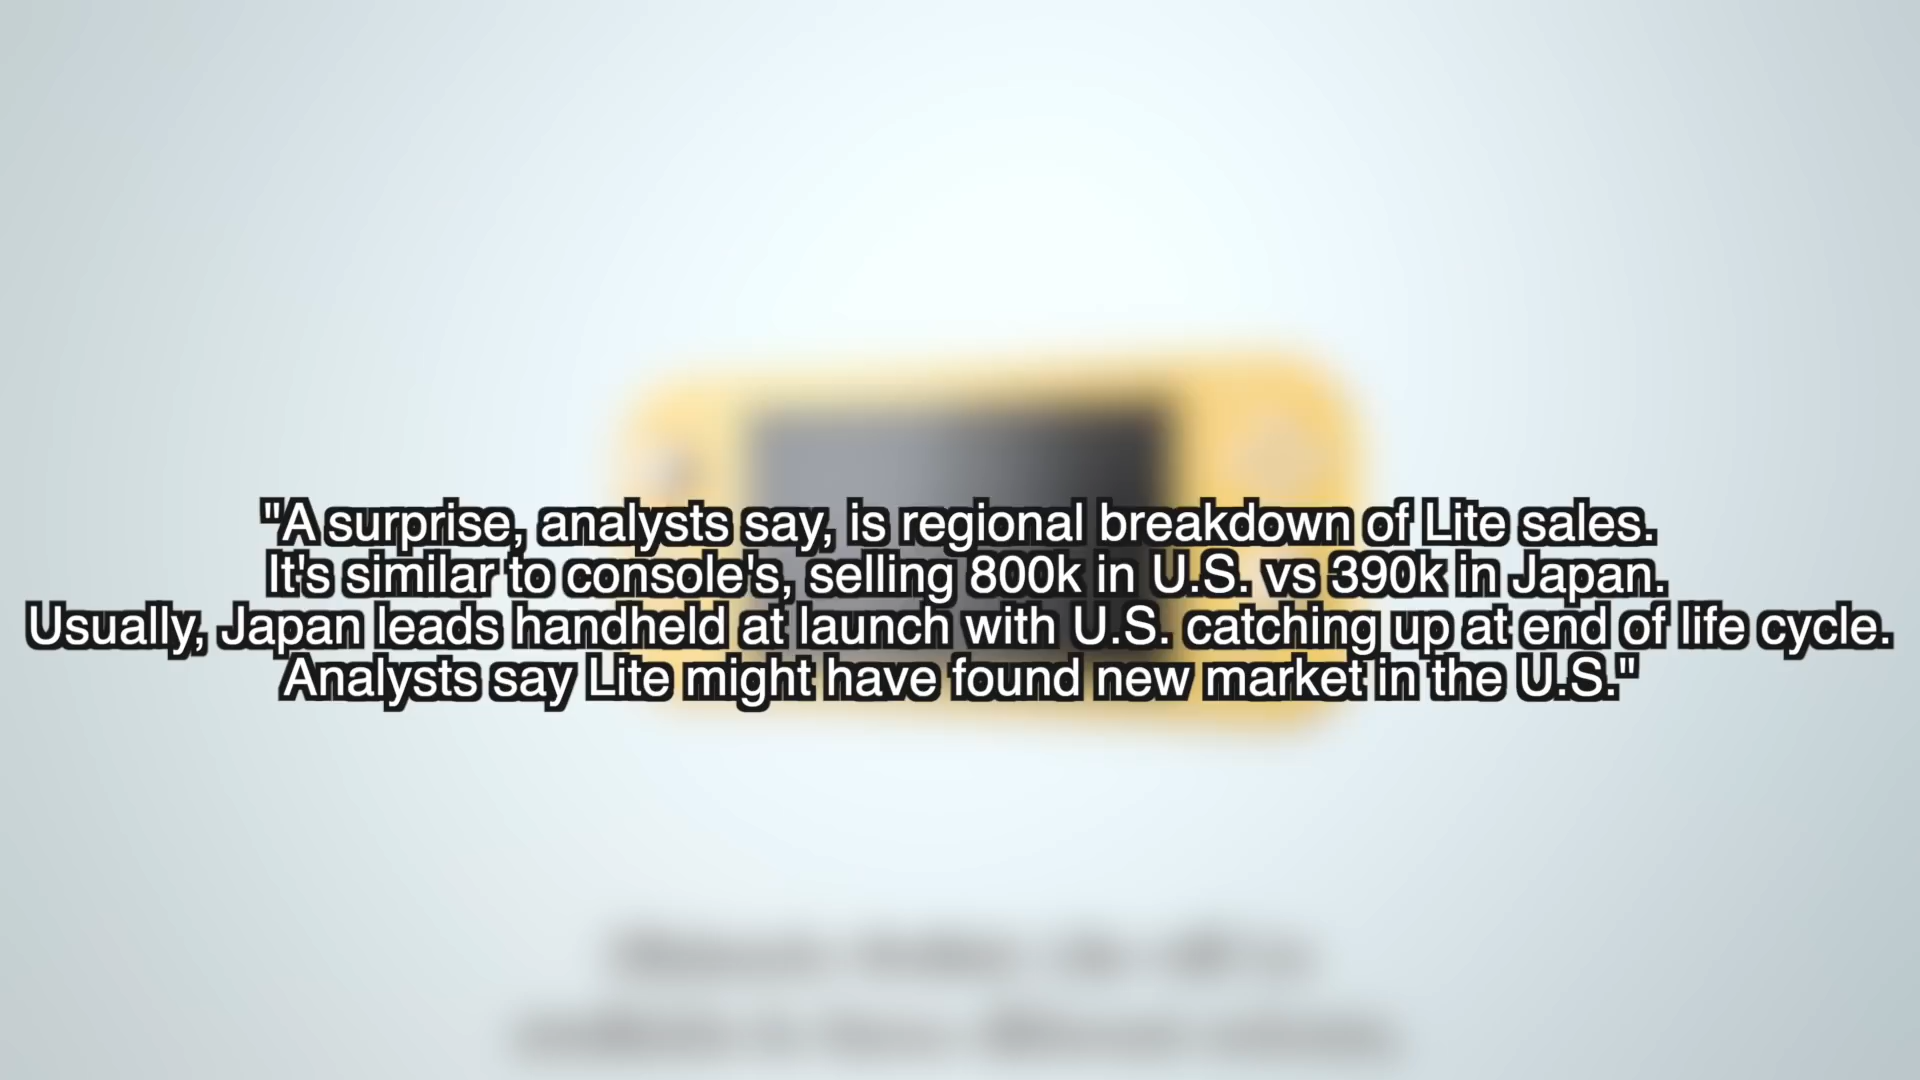 "A surprise, analysts say, is regional breakdown of Lite sales.
It's similar to console's, selling 800k in U.S. vs 390k in Japan.
Usually, Japan leads handheld at launch with U.S. catching up at end of life cycle.
Analysts say Lite might have found new market in the U.S."